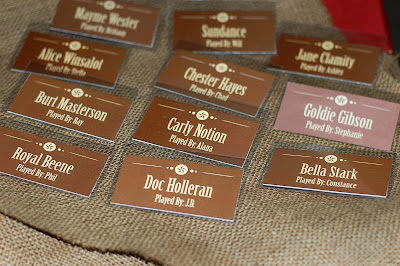 Mayme Wester
Played By: Bethany
Sundance
Played By: Will
Jane Clamity
Played By: Ashley
Alice Winsalot
Played By: Stella
Chester Hayes
Played By: Chad
Goldie Gibson
Played By: Stephanie
Burt Masterson
Played By: Ray
Carly Notion
Played By: Alana
Bella Stark
Played By: Constance
Royal Beene
Played By: Phil
Doc Holleran
Played By: J.D.